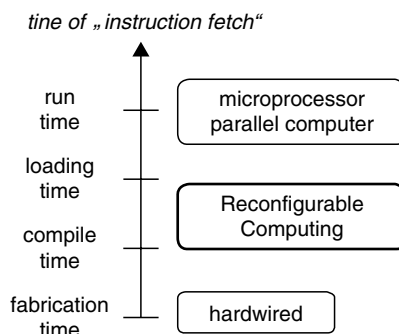 tine of „instruction fetch“
run
time
microprocessor
parallel computer
loading
time
Reconfigurable
Computing
compile
time
fabrication
time
hardwired